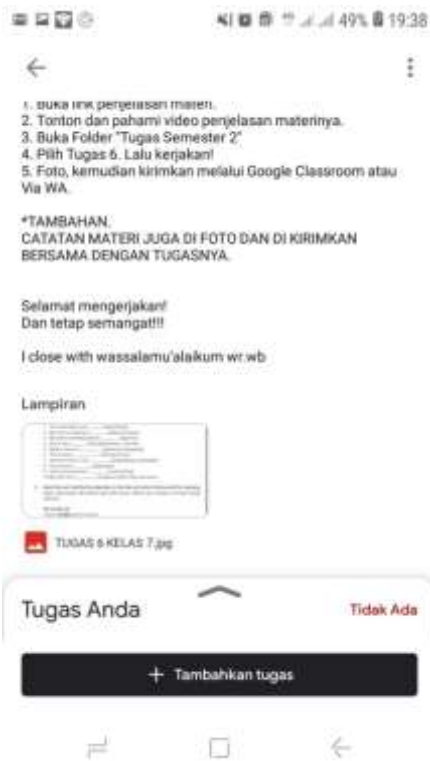 49% 19:38
1. Buka link penjelasan materi.
2. Tonton dan pahami video penjelasan materinya.
3. Buka Folder "Tugas Semester 2"
4. Pilih Tugas 6. Lalu kerjakan!
5. Foto, kemudian kirimkan melalui Google Classroom atau
Via WA.
*TAMBAHAN.
CATATAN MATERI JUGA DI FOTO DAN DI KIRIMKAN
BERSAMA DENGAN TUGASNYA.
Selamat mengerjakan!
Dan tetap semangat!!!
I close with wassalamu'alaikum wr.wb
Lampiran
TUGAS 6 KELAS 7.jpg
Tugas Anda
Tidak Ada
+ Tambahkan tugas